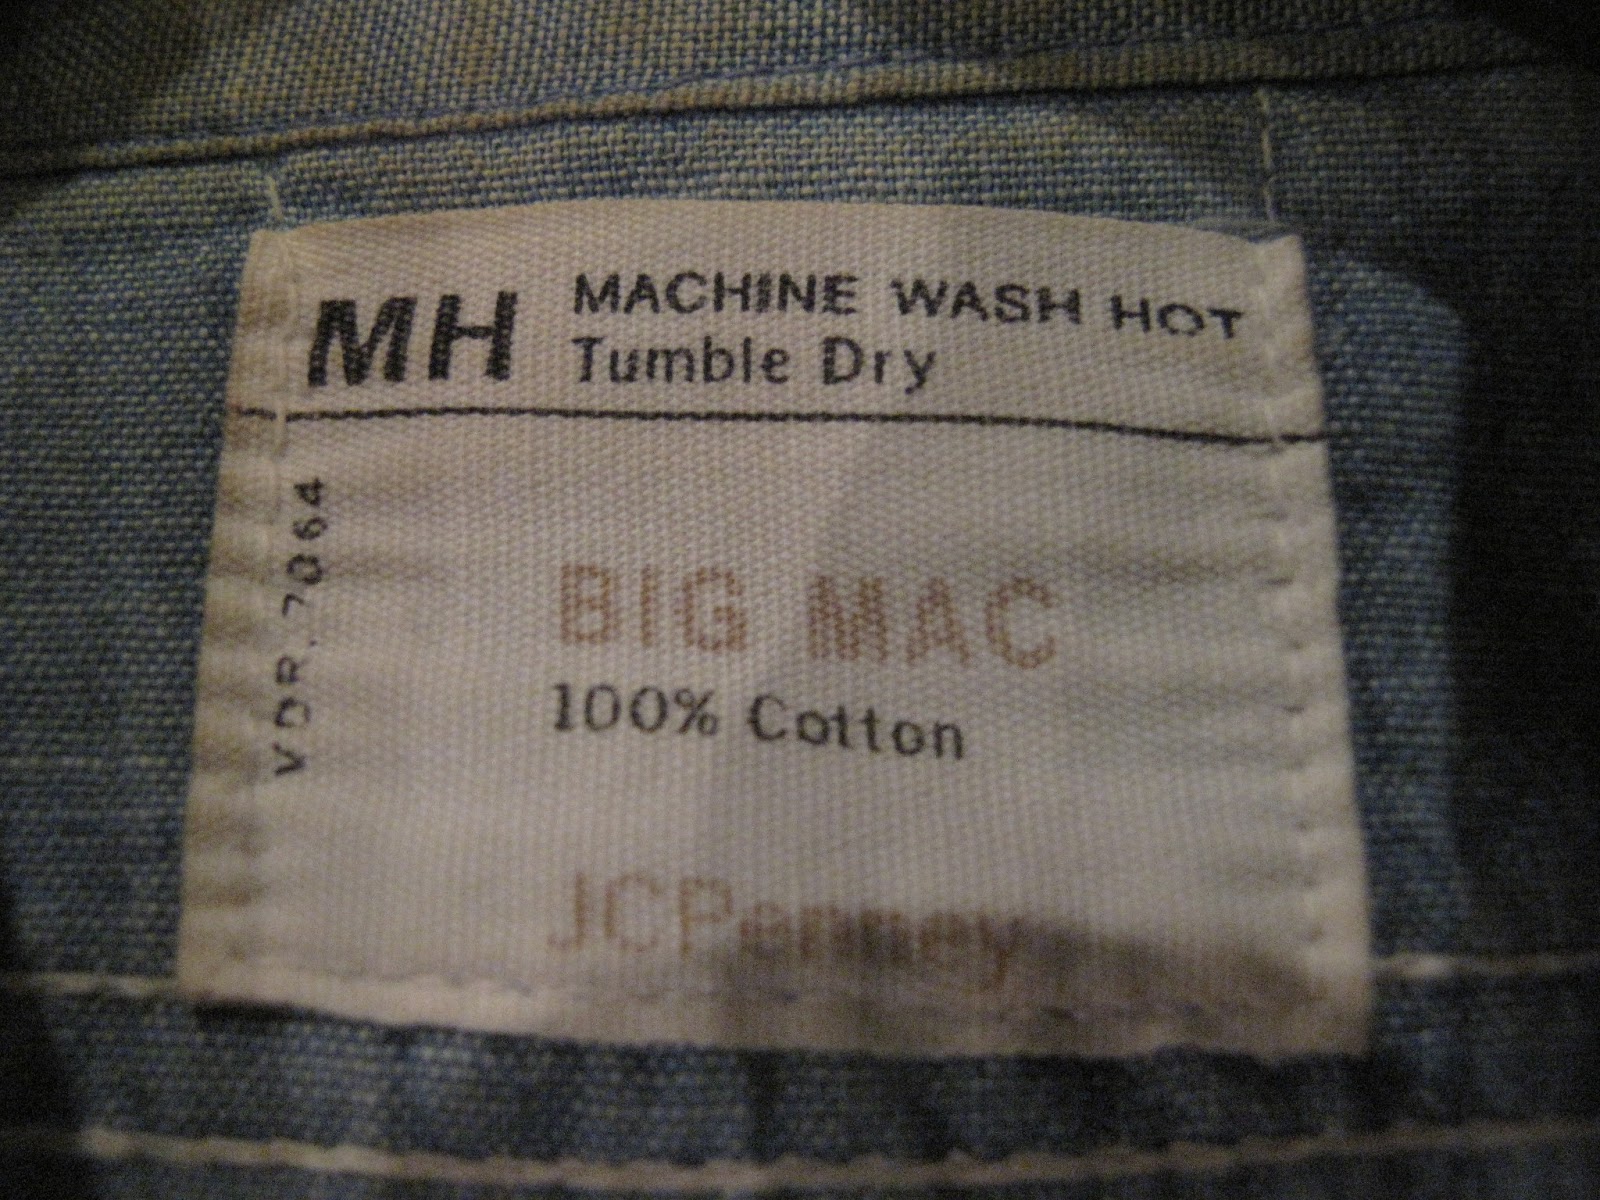 MH MACHINE WASH HOT
Tumble Dry
VDR. 7064
BIG MAC
100% Cotton
JCPenney